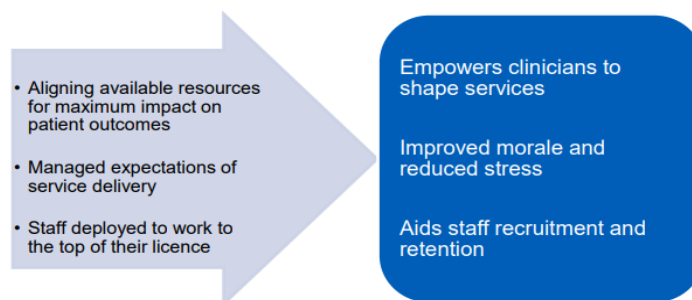 • Aligning available resources
for maximum impact on
patient outcomes
• Managed expectations of
service delivery
• Staff deployed to work to
the top of their licence
Empowers clinicians to
shape services
Improved morale and
reduced stress
Aids staff recruitment and
retention